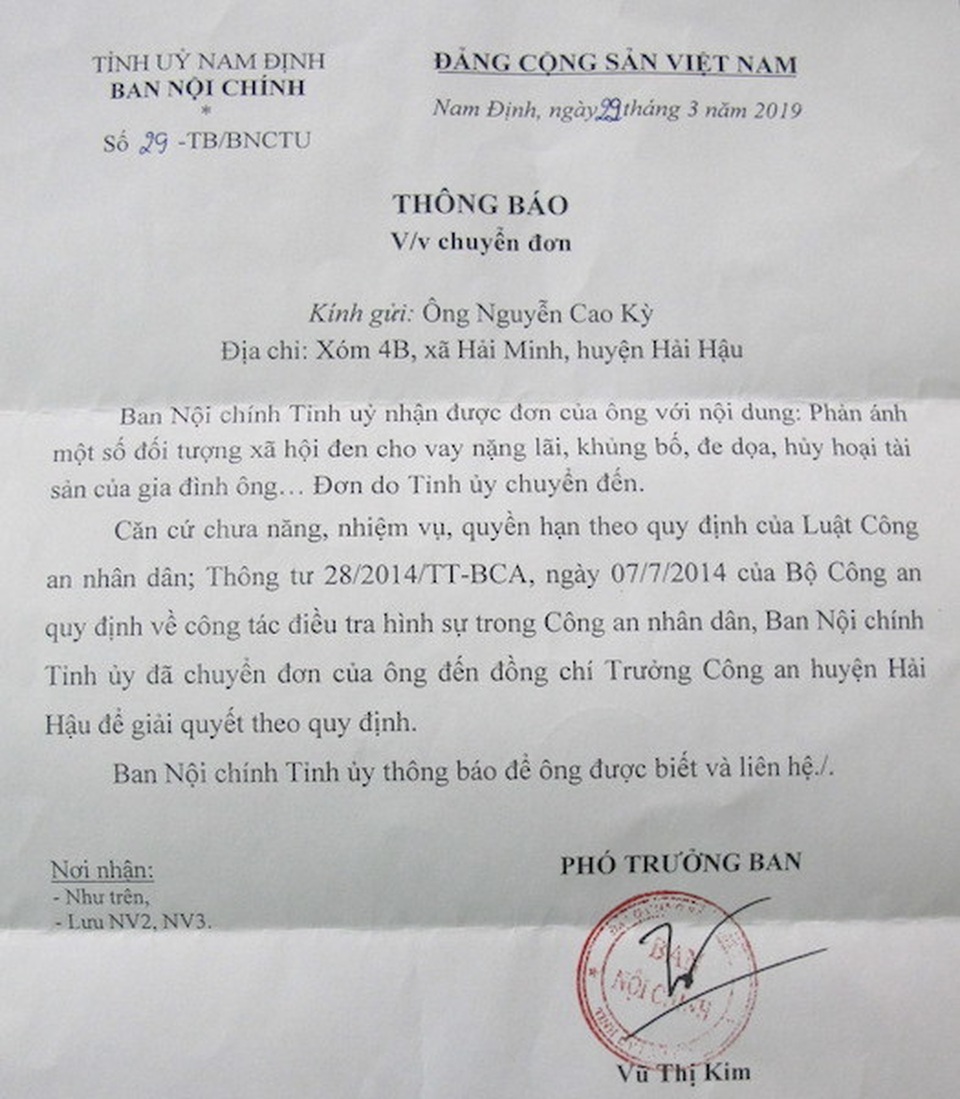 TỈNH UỶ NAM ĐỊNH
BAN NỘI CHÍNH
*
Số 29 -TB/BNCTU
ĐẢNG CỘNG SẢN VIỆT NAM
Nam Định, ngày 29 tháng 3 năm 2019
THÔNG BÁO
V/v chuyển đơn
Kính gửi: Ông Nguyễn Cao Kỳ
Địa chỉ: Xóm 4B, xã Hải Minh, huyện Hải Hậu
Ban Nội chính Tỉnh uỷ nhận được đơn của ông với nội dung: Phản ánh
một số đối tượng xã hội đen cho vay nặng lãi, khủng bố, đe dọa, hủy hoại tài
sản của gia đình ông... Đơn do Tỉnh ủy chuyển đến.
Căn cứ chưa năng, nhiệm vụ, quyền hạn theo quy định của Luật Công
an nhân dân; Thông tư 28/2014/TT-BCA, ngày 07/7/2014 của Bộ Công an
quy định về công tác điều tra hình sự trong Công an nhân dân, Ban Nội chính
Tỉnh ủy đã chuyển đơn của ông đến đồng chí Trưởng Công an huyện Hải
Hậu để giải quyết theo quy định.
Ban Nội chính Tỉnh ủy thông báo để ông được biết và liên hệ./.
Nơi nhận:
- Như trên,
- Lưu NV2, NV3.
PHÓ TRƯỞNG BAN
BAN
NỘI CHÍNH
Vũ Thị Kim